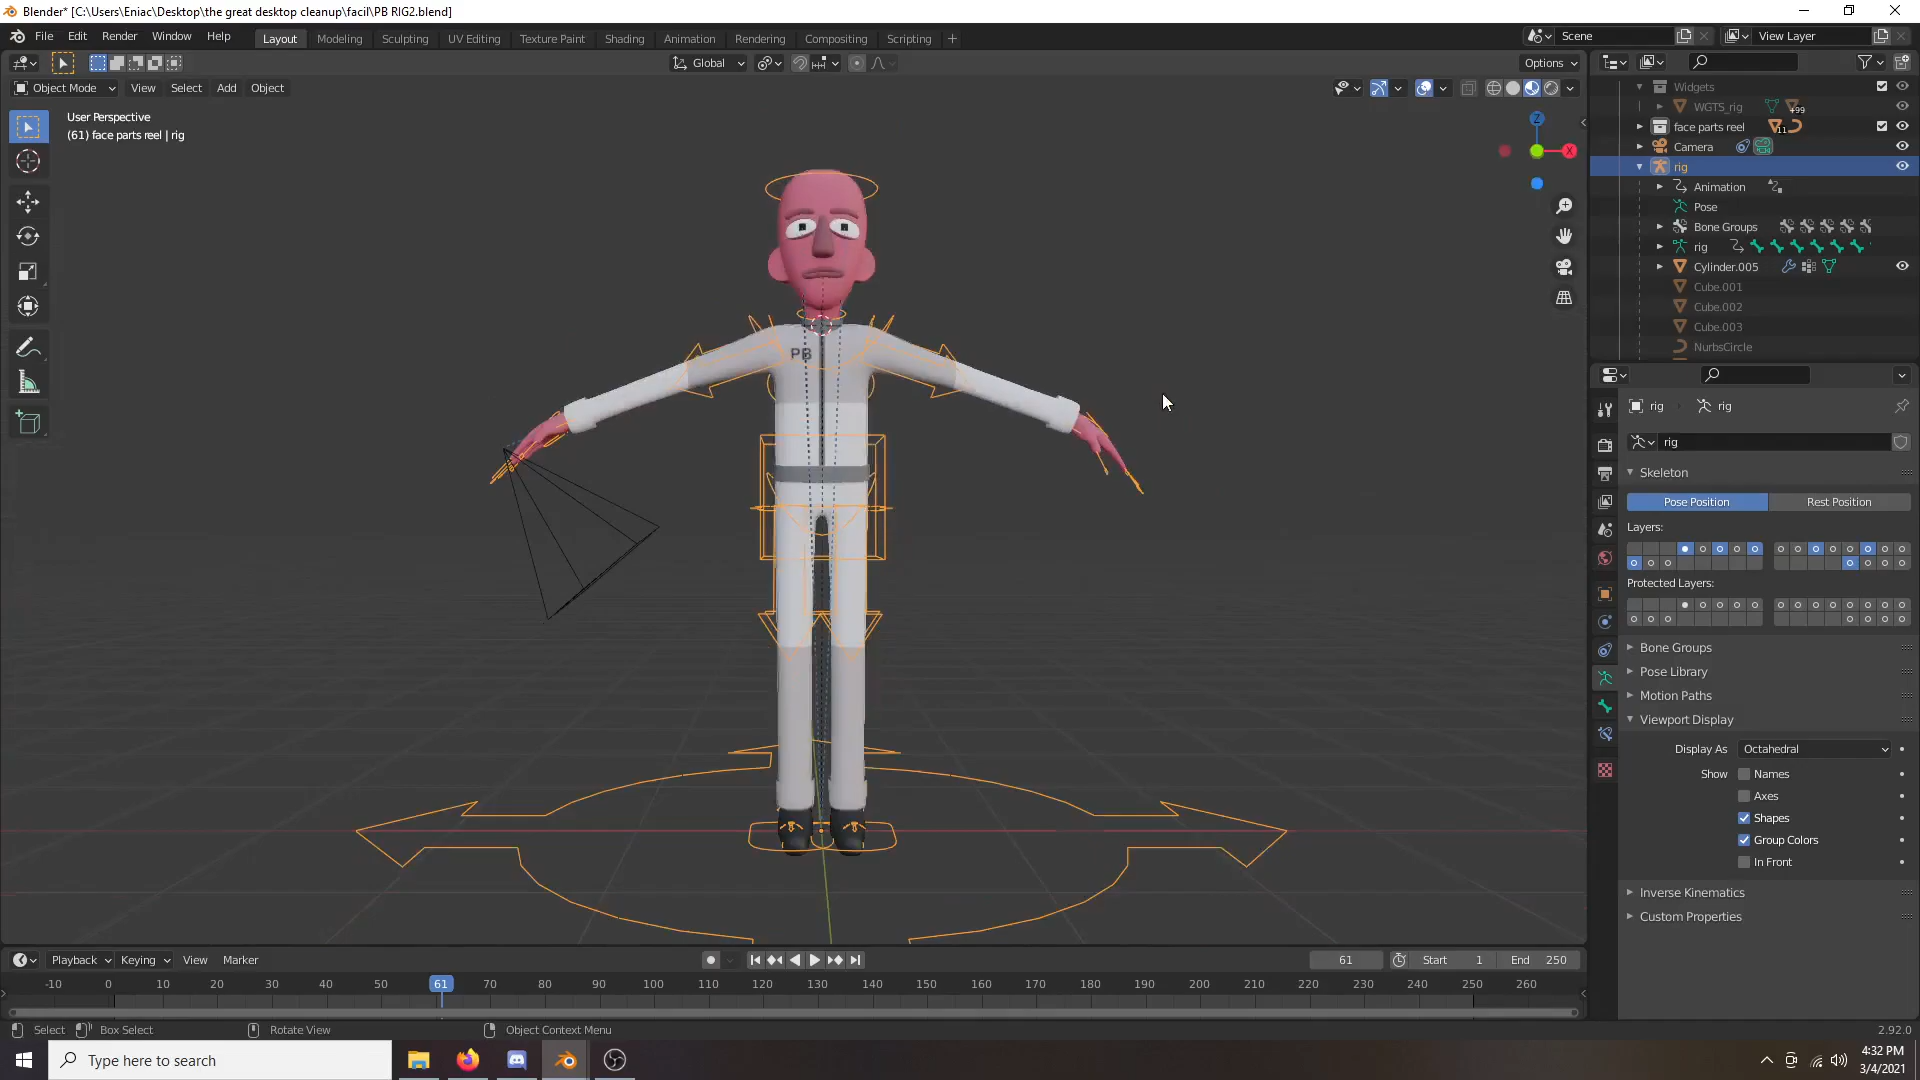 Blender* [C:\Users\Eniac\Desktop\the great desktop cleanup\facil\PB RIG2.blend]
File Edit Render Window Help
Layout Modeling Sculpting UV Editing Texture Paint Shading Animation Rendering Compositing Scripting +
Scene
View Layer
Global
Options
Object Mode View Select Add Object
User Perspective
(61) face parts reel | rig
Z
X
PB
Widgets
WGTS_rig
+99
face parts reel
11
Camera
rig
Animation
Pose
Bone Groups
rig
Cylinder.005
Cube.001
Cube.002
Cube.003
NurbsCircle
rig rig
rig
Skeleton
Pose Position Rest Position
Layers:
Protected Layers:
Bone Groups
Pose Library
Motion Paths
Viewport Display
Display As Octahedral
Show Names
Axes
Shapes
Group Colors
In Front
Inverse Kinematics
Custom Properties
Playback Keying View Marker
61 Start 1 End 250
-10 0 10 20 30 40 50 61 70 80 90 100 110 120 130 140 150 160 170 180 190 200 210 220 230 240 250 260
Select Box Select Rotate View Object Context Menu
2.92.0
Type here to search
4:32 PM
3/4/2021